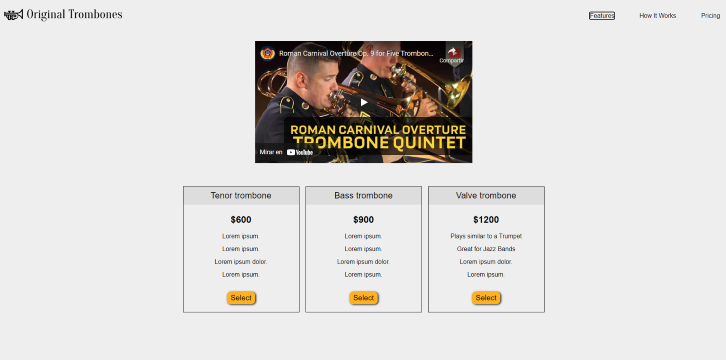 Original Trombones
Features
How It Works
Pricing
Roman Carnival Overture Op. 9 for Five Trombon...
Compartir
ROMAN CARNIVAL OVERTURE
TROMBONE QUINTET
Mirar en YouTube
Tenor trombone
$600
Lorem ipsum.
Lorem ipsum.
Lorem ipsum dolor.
Lorem ipsum.
Select
Bass trombone
$900
Lorem ipsum.
Lorem ipsum.
Lorem ipsum dolor.
Lorem ipsum.
Select
Valve trombone
$1200
Plays similar to a Trumpet
Great for Jazz Bands
Lorem ipsum dolor.
Lorem ipsum.
Select